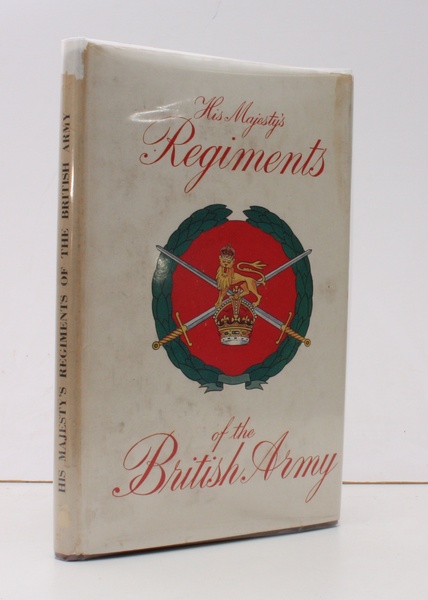 HIS MAJESTY'S REGIMENTS OF THE BRITISH ARMY
His Majesty's
Regiments
of the
British Army